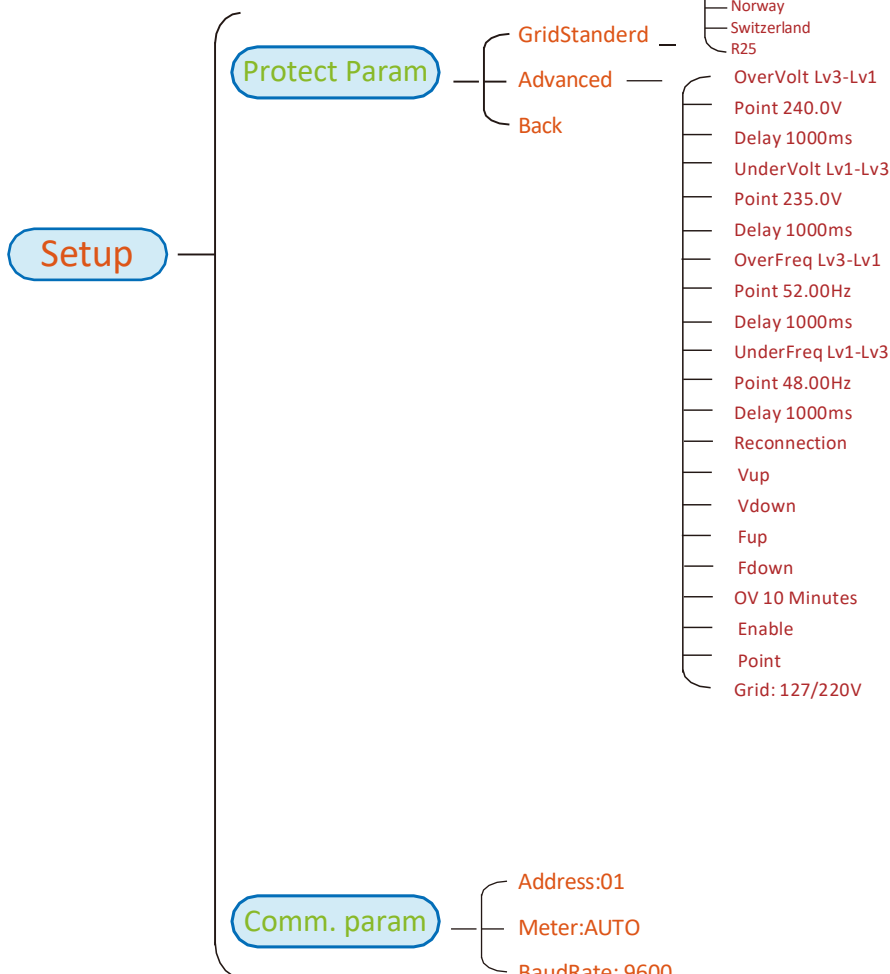 Norway
Switzerland
R25
Setup
Protect Param
GridStanderd
Advanced
Back
OverVolt Lv3-Lv1
Point 240.0V
Delay 1000ms
UnderVolt Lv1-Lv3
Point 235.0V
Delay 1000ms
OverFreq Lv3-Lv1
Point 52.00Hz
Delay 1000ms
UnderFreq Lv1-Lv3
Point 48.00Hz
Delay 1000ms
Reconnection
Vup
Vdown
Fup
Fdown
OV 10 Minutes
Enable
Point
Grid: 127/220V
Comm. param
Address:01
Meter:AUTO
BaudRate: 9600